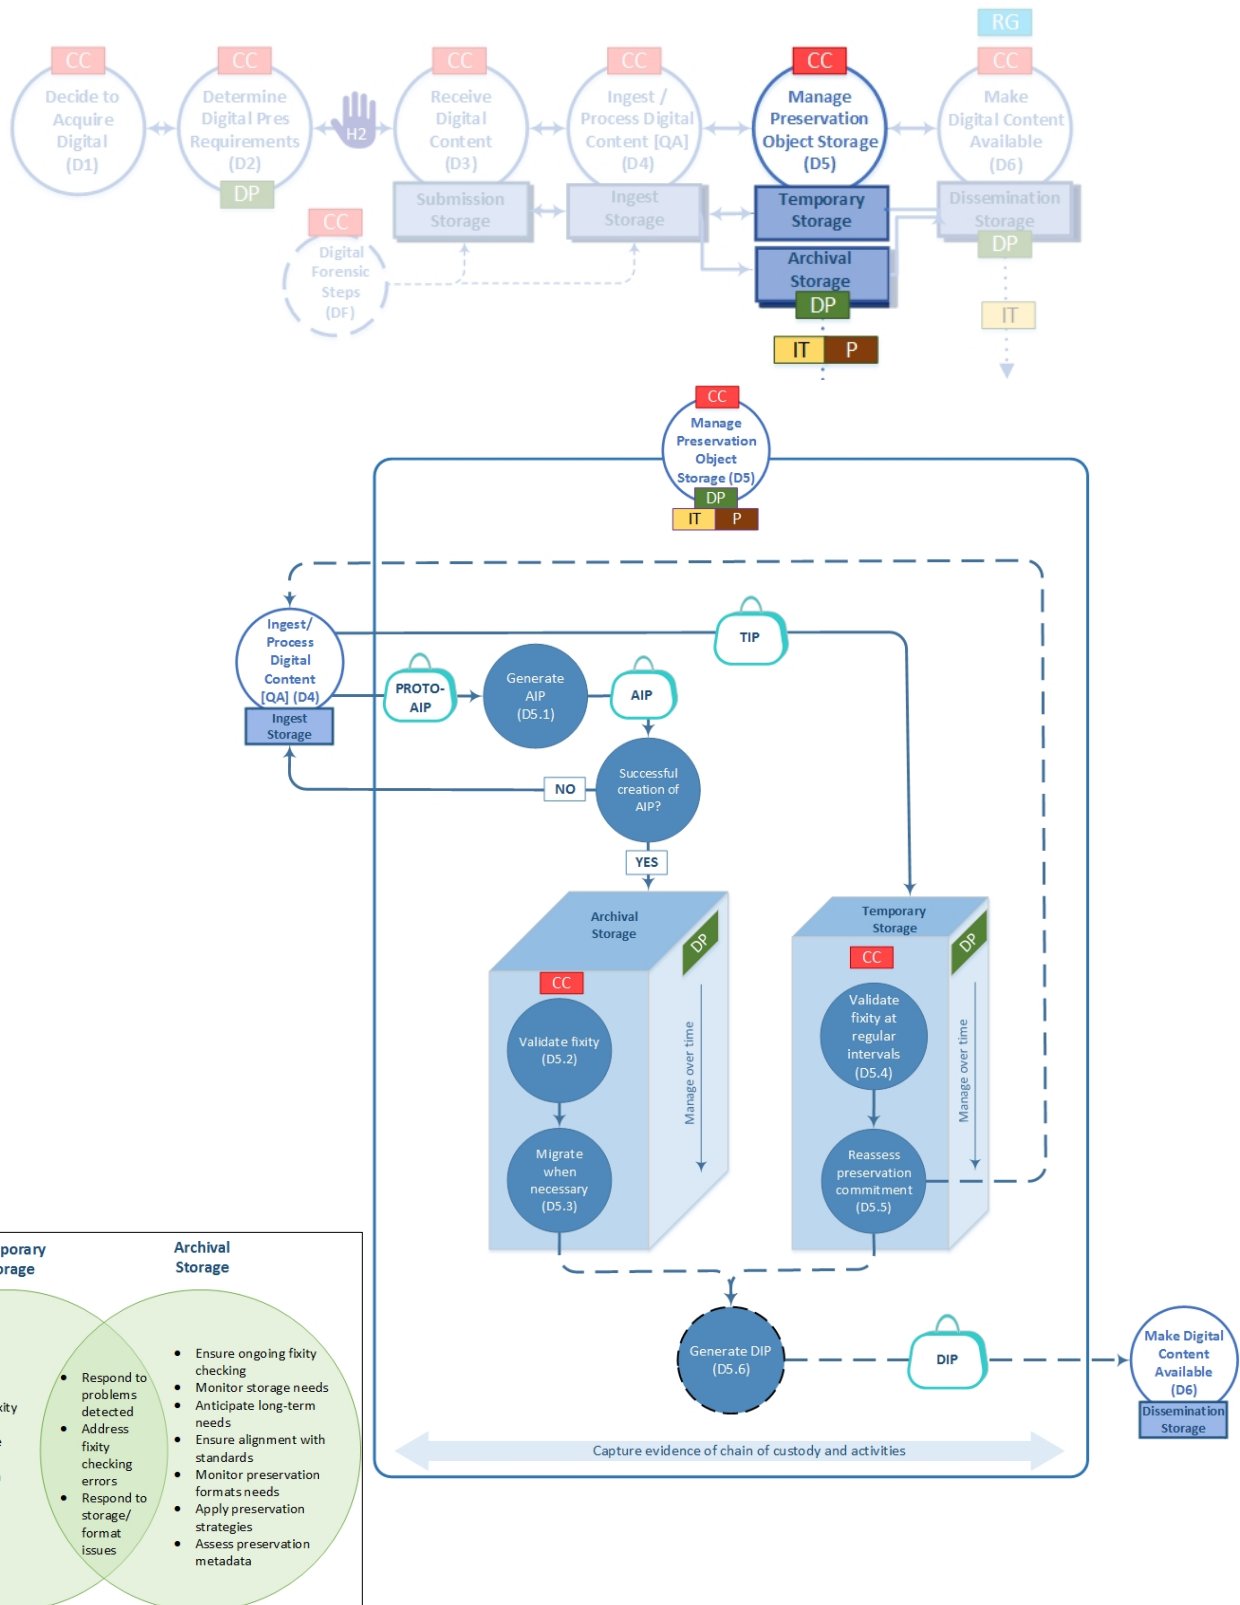 RG
CC
CC
CC
CC
CC
CC
Decide to
Acquire
Digital
(D1)
Determine
Digital Pres
Requirements
(D2)
DP
H2
Receive
Digital
Content
(D3)
Ingest /
Process Digital
Content [QA]
(D4)
Manage
Preservation
Object Storage
(D5)
Make
Digital Content
Available
(D6)
Submission
Storage
Ingest
Storage
Temporary
Storage
Dissemination
Storage
DP
CC
Digital
Forensic
Steps
(DF)
Archival
Storage
DP
IT P
IT
CC
Manage
Preservation
Object
Storage (D5)
DP
IT P
Ingest/
Process
Digital
Content
[QA] (D4)
Ingest
Storage
TIP
PROTO-
AIP
Generate
AIP
(D5.1)
AIP
Successful
creation of
AIP?
NO
YES
Archival
Storage
DP
CC
Validate fixity
(D5.2)
Migrate
when
necessary
(D5.3)
Manage over time
Temporary
Storage
DP
CC
Validate
fixity at
regular
intervals
(D5.4)
Reassess
preservation
commitment
(D5.5)
Manage over time
Generate DIP
(D5.6)
DIP
Make Digital
Content
Available
(D6)
Dissemination
Storage
Capture evidence of chain of custody and activities
porary
rage
Archival
Storage
xity
• Respond to
problems
detected
• Address
fixity
checking
errors
• Respond to
storage/
format
issues
• Ensure ongoing fixity
checking
• Monitor storage needs
• Anticipate long-term
needs
• Ensure alignment with
standards
• Monitor preservation
formats needs
• Apply preservation
strategies
• Assess preservation
metadata